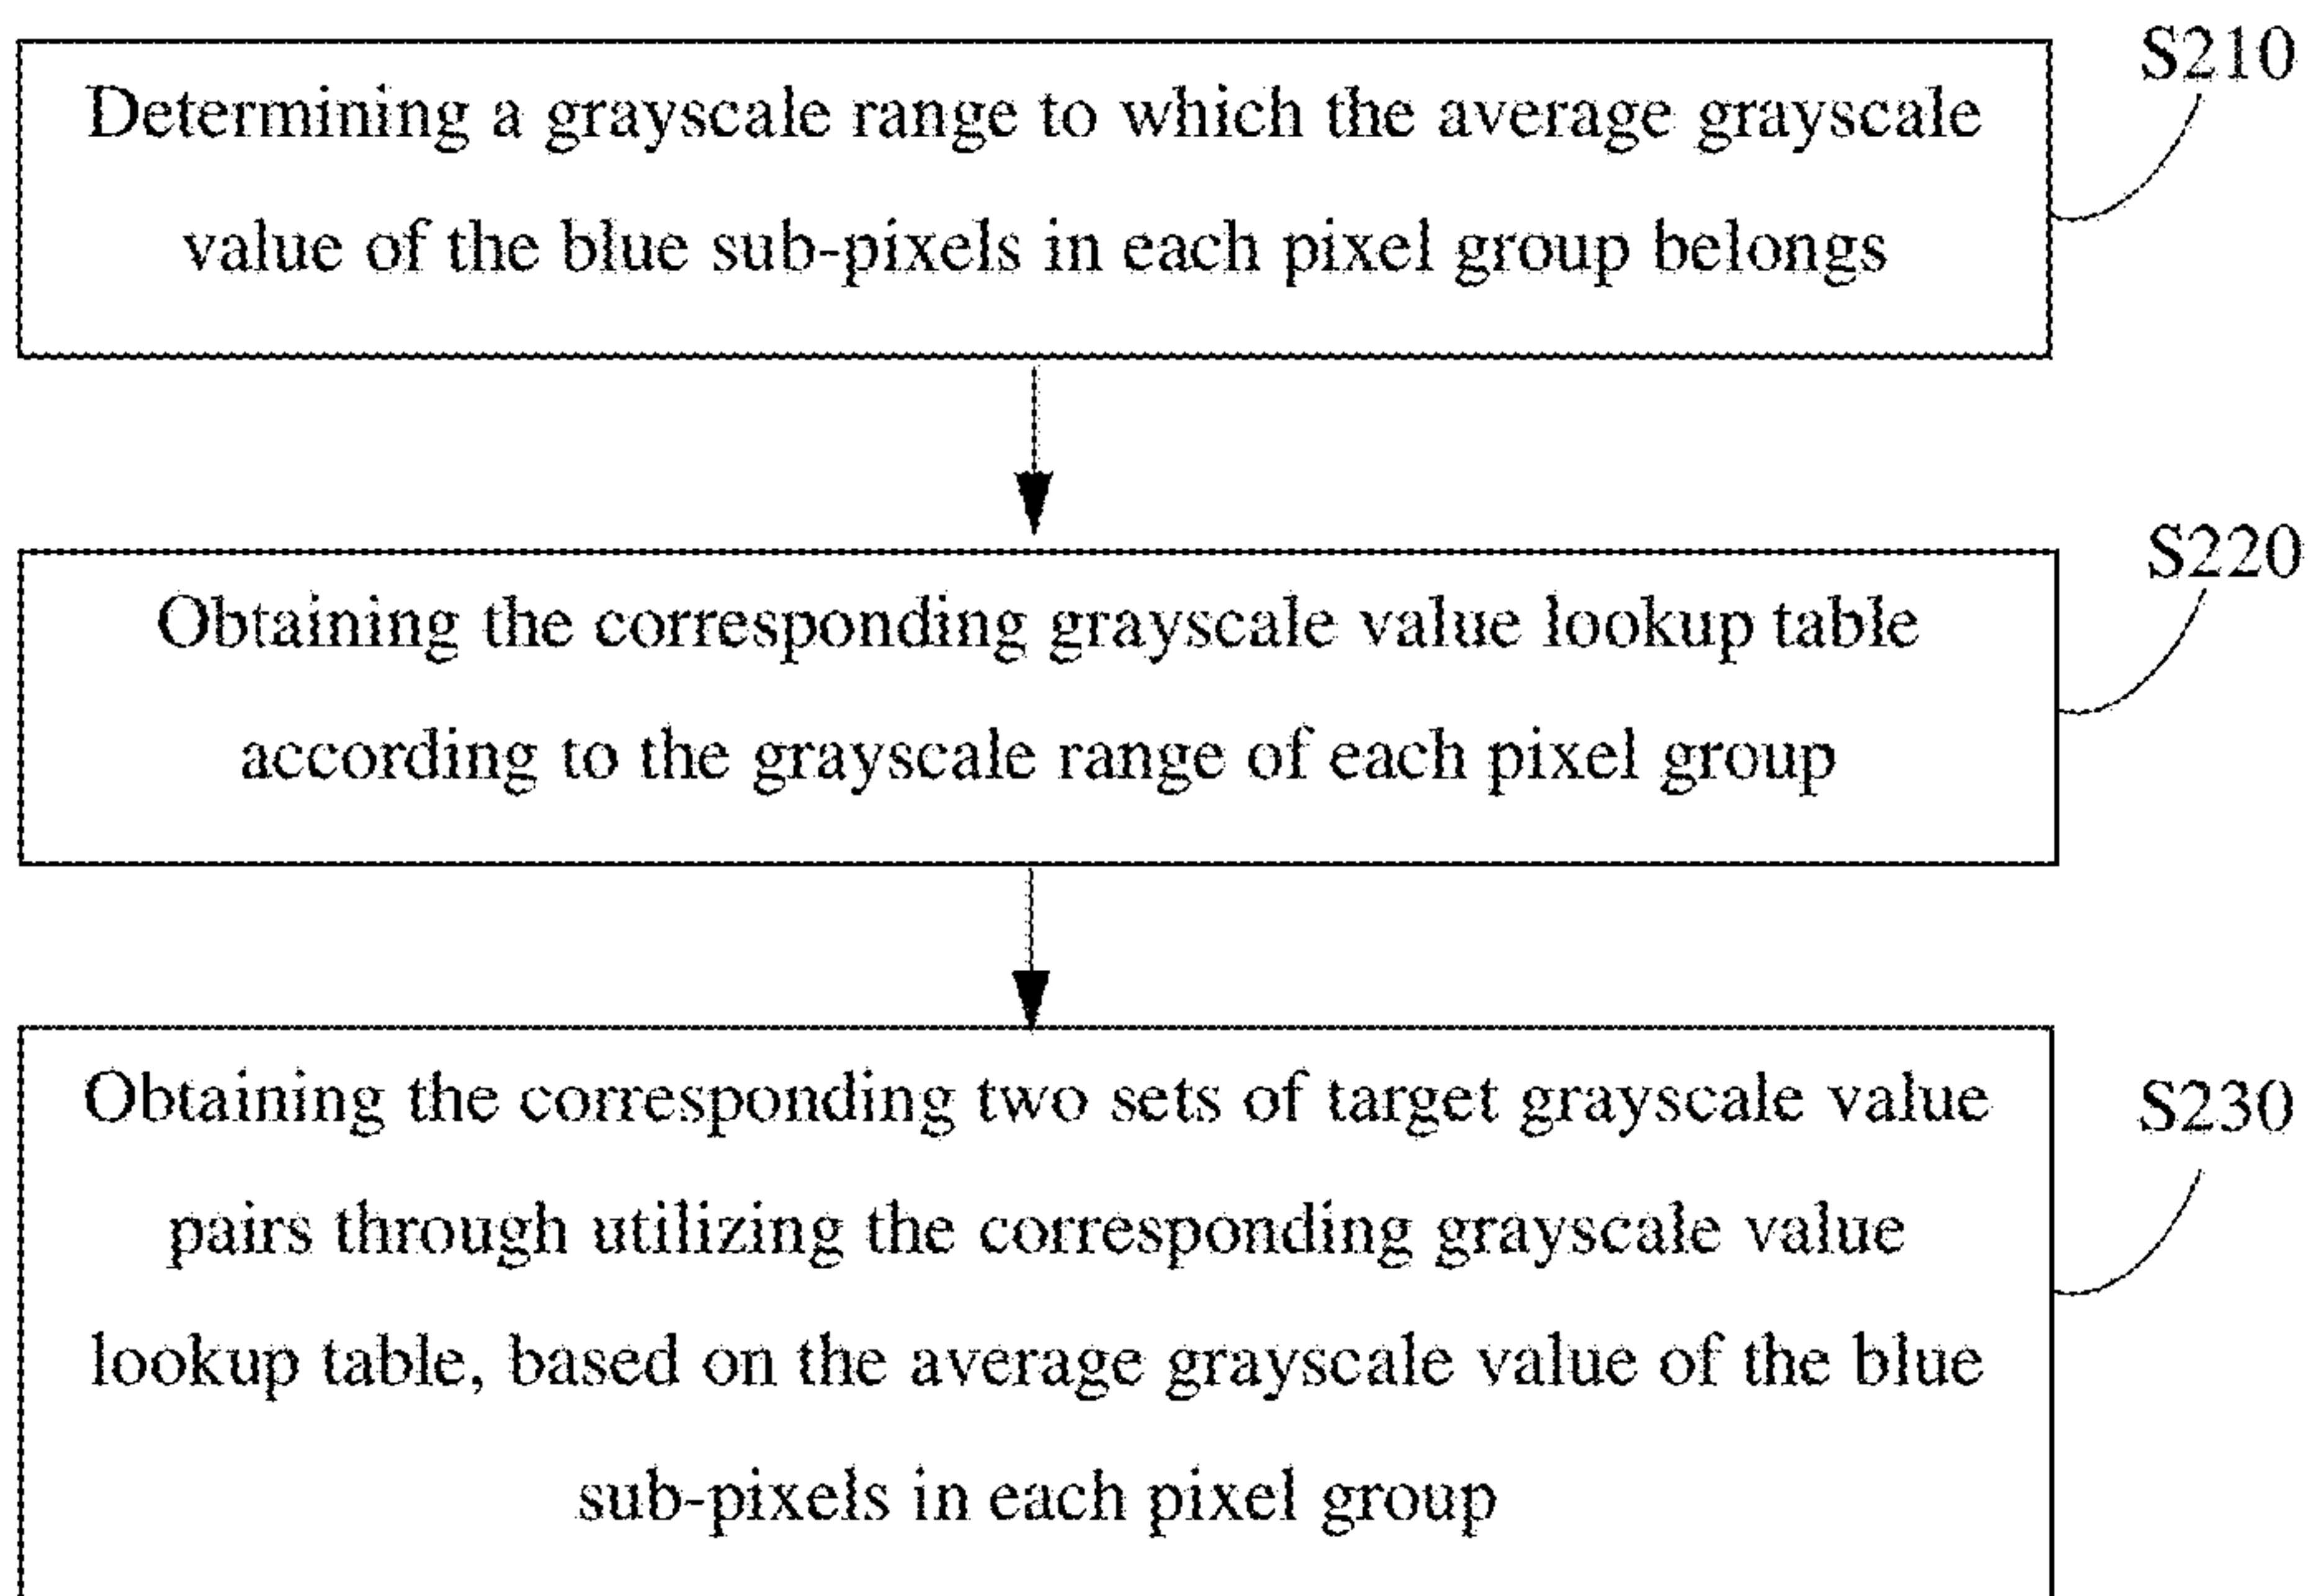 S210
Determining a grayscale range to which the average grayscale
value of the blue sub-pixels in each pixel group belongs
S220
Obtaining the corresponding grayscale value lookup table
according to the grayscale range of each pixel group
Obtaining the corresponding two sets of target grayscale value
S230
pairs through utilizing the corresponding grayscale value
lookup table, based on the average grayscale value of the blue
sub-pixels in each pixel group